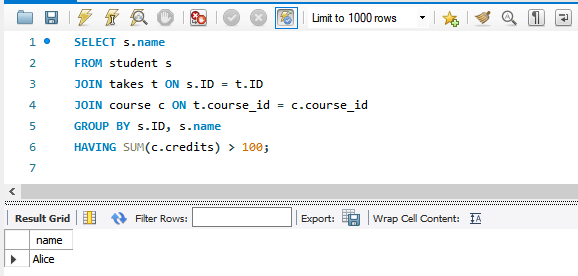 Limit to 1000 rows
1 SELECT s.name
2 FROM student s
3 JOIN takes t ON s.ID = t.ID
4 JOIN course c ON t.course_id = c.course_id
5 GROUP BY s.ID, s.name
6 HAVING SUM(c.credits) > 100;
7
Result Grid Filter Rows: Export: Wrap Cell Content: IA
name
Alice